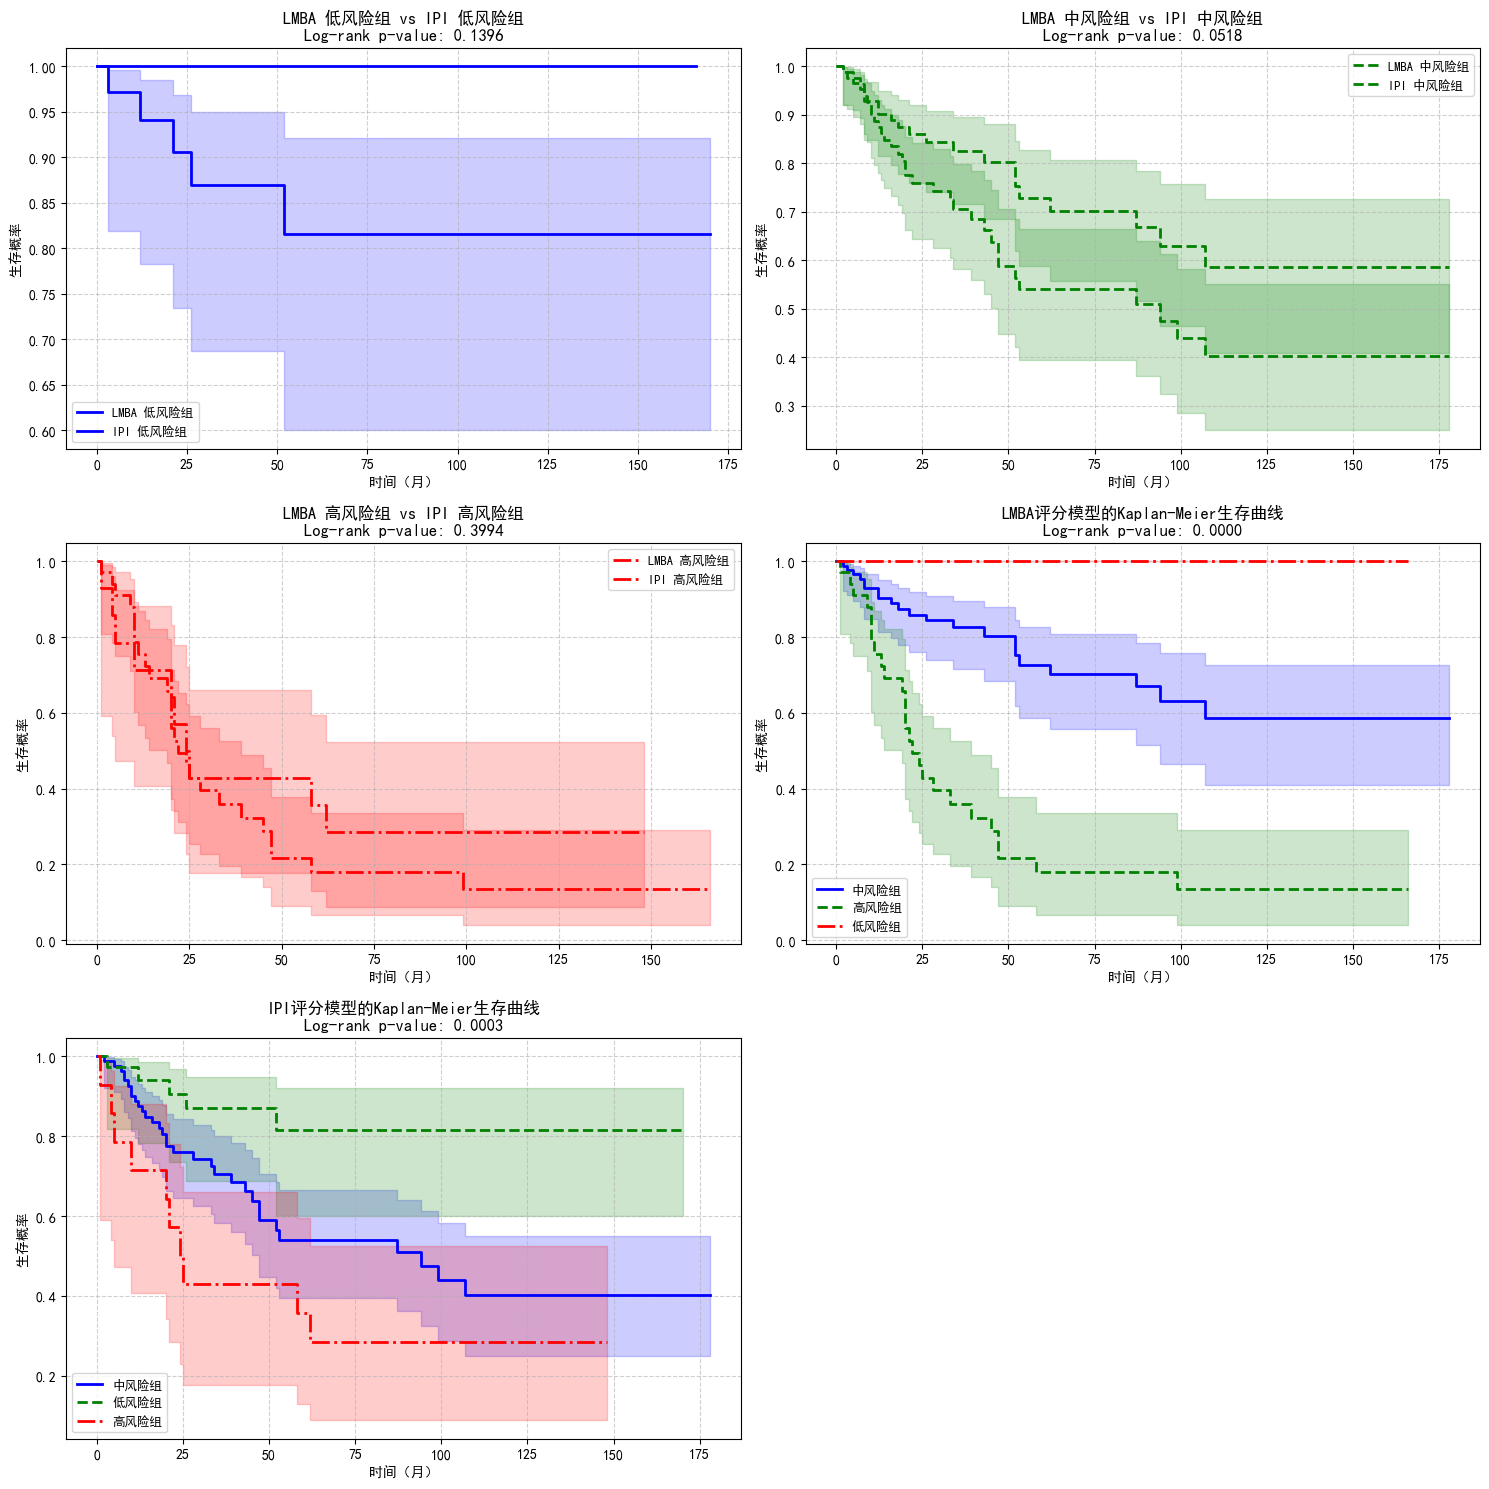 LMBA 低风险组 vs IPI 低风险组
Log-rank p-value: 0.1396
生存概率
1.00
0.95
0.90
0.85
0.80
0.75
0.70
0.65
0.60
LMBA 低风险组
IPI 低风险组
0 25 50 75 100 125 150 175
时间（月）
LMBA 中风险组 vs IPI 中风险组
Log-rank p-value: 0.0518
生存概率
1.0
0.9
0.8
0.7
0.6
0.5
0.4
0.3
LMBA 中风险组
IPI 中风险组
0 25 50 75 100 125 150 175
时间（月）
LMBA 高风险组 vs IPI 高风险组
Log-rank p-value: 0.3994
生存概率
1.0
0.8
0.6
0.4
0.2
0.0
LMBA 高风险组
IPI 高风险组
0 25 50 75 100 125 150
时间（月）
LMBA评分模型的Kaplan-Meier生存曲线
Log-rank p-value: 0.0000
生存概率
1.0
0.8
0.6
0.4
0.2
0.0
中风险组
高风险组
低风险组
0 25 50 75 100 125 150 175
时间（月）
IPI评分模型的Kaplan-Meier生存曲线
Log-rank p-value: 0.0003
生存概率
1.0
0.8
0.6
0.4
0.2
中风险组
低风险组
高风险组
0 25 50 75 100 125 150 175
时间（月）